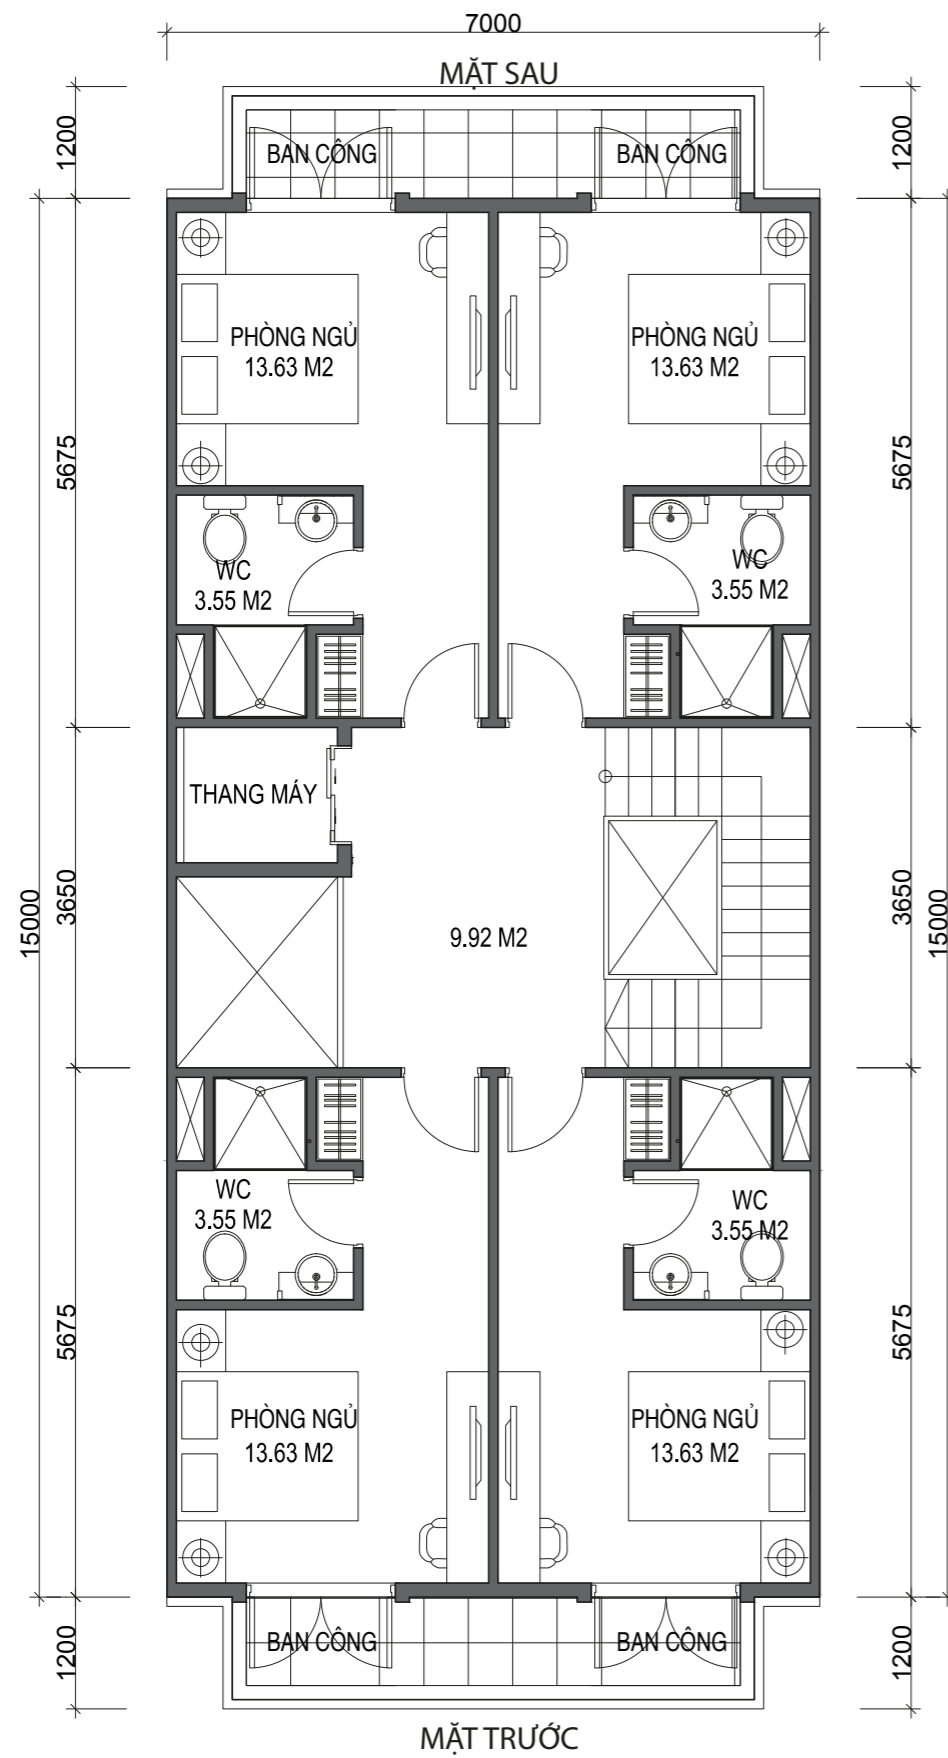 7000
MẶT SAU
1200
1200
BAN CÔNG
BAN CÔNG
PHÒNG NGỦ
13.63 M2
PHÒNG NGỦ
13.63 M2
5675
5675
WC
3.55 M2
WC
3.55 M2
THANG MÁY
15000
3650
9.92 M2
3650
15000
WC
3.55 M2
WC
3.55 M2
5675
5675
PHÒNG NGỦ
13.63 M2
PHÒNG NGỦ
13.63 M2
1200
1200
BAN CÔNG
BAN CÔNG
MẶT TRƯỚC